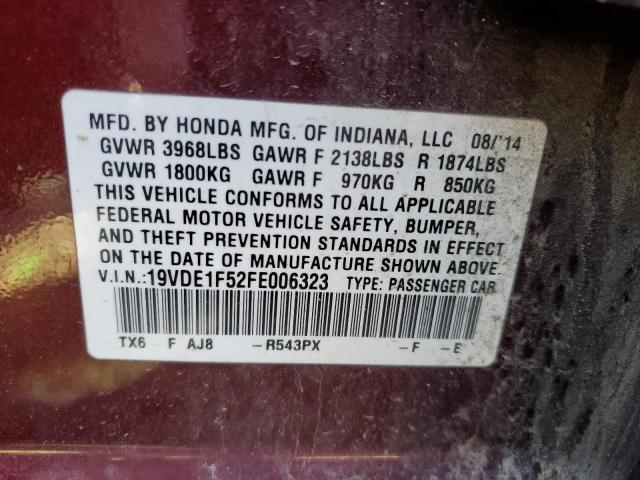 MFD. BY HONDA MFG. OF INDIANA, LLC 08/'14
GVWR 3968LBS GAWR F 2138LBS R 1874LBS
GVWR 1800KG GAWR F 970KG R 850KG
THIS VEHICLE CONFORMS TO ALL APPLICABLE
FEDERAL MOTOR VEHICLE SAFETY, BUMPER,
AND THEFT PREVENTION STANDARDS IN EFFECT
ON THE DATE OF MANUFACTURE SHOWN ABOVE.
V.I.N.:19VDE1F52FE006323 TYPE: PASSENGER CAR
TX6 F AJ8 -R543PX -F -E